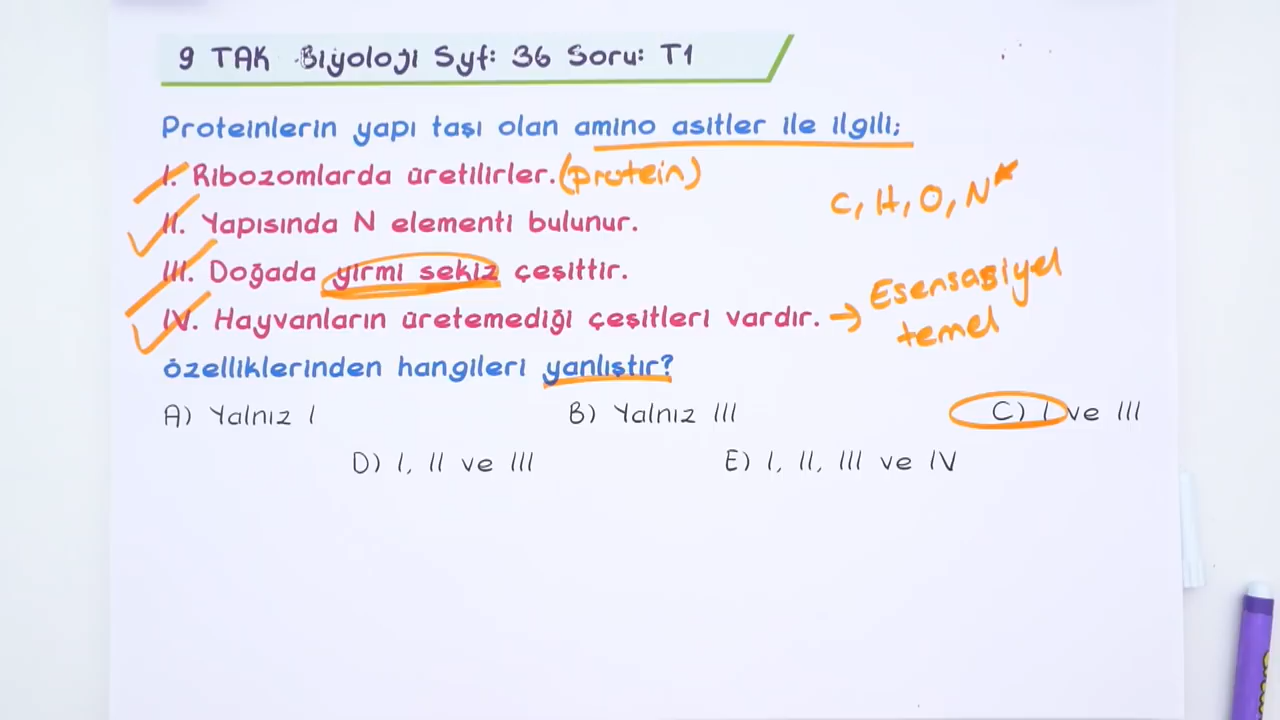 9 TAK Biyoloji Syf: 36 Soru: T1
Proteinlerin yapı taşı olan amino asitler ile ilgili;
I. Ribozomlarda üretilirler. (protein)
II. Yapısında N elementi bulunur.
C, H, O, N*
III. Doğada yirmi sekiz çeşittir.
IV. Hayvanların üretemediği çeşitleri vardır. → Esensasiyel
temel
özelliklerinden hangileri yanlıştır?
A) Yalnız I B) Yalnız III C) I ve III
D) I, II ve III E) I, II, III ve IV